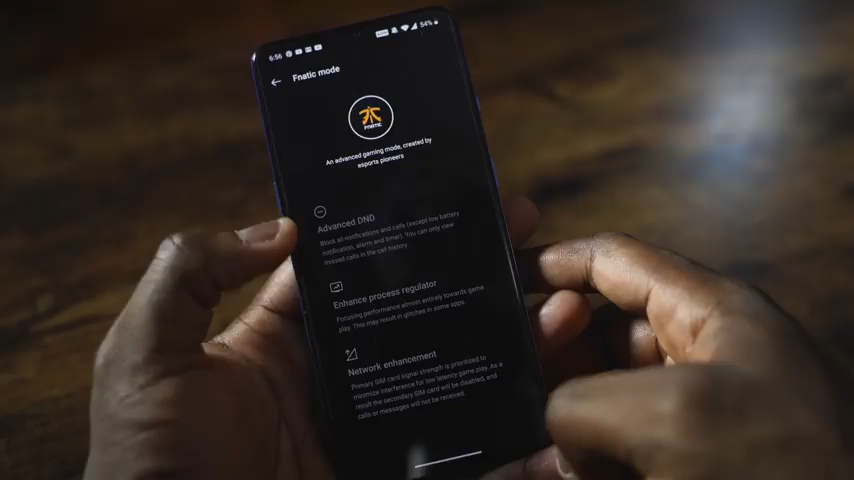 6:56
54%
Fnatic mode
FNATIC
An advanced gaming mode, created by
esports pioneers
Advanced DND
Block all notifications and calls (except low battery
notification, alarm and timer). You can only view
missed calls in the call history.
Enhance process regulator
Focusing performance almost entirely towards game
play. This may result in glitches in some apps.
Network enhancement
Primary SIM card signal strength is prioritized to
minimize interference for low latency game play. As a
result the secondary SIM card will be disabled, and
calls or messages will not be received.